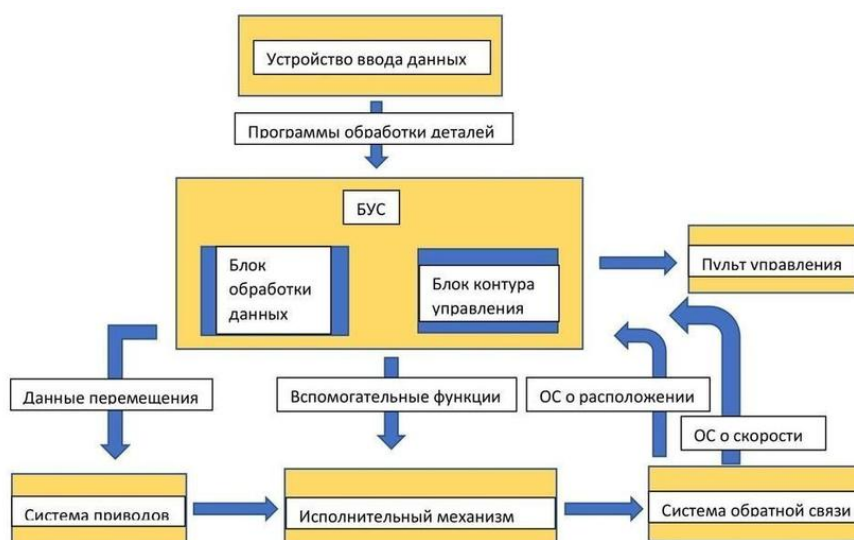 Устройство ввода данных
Программы обработки деталей
БУС
Блок
обработки
данных
Блок контура
управления
Пульт управления
Данные перемещения
Вспомогательные функции
ОС о расположении
ОС о скорости
Система приводов
Исполнительный механизм
Система обратной связи